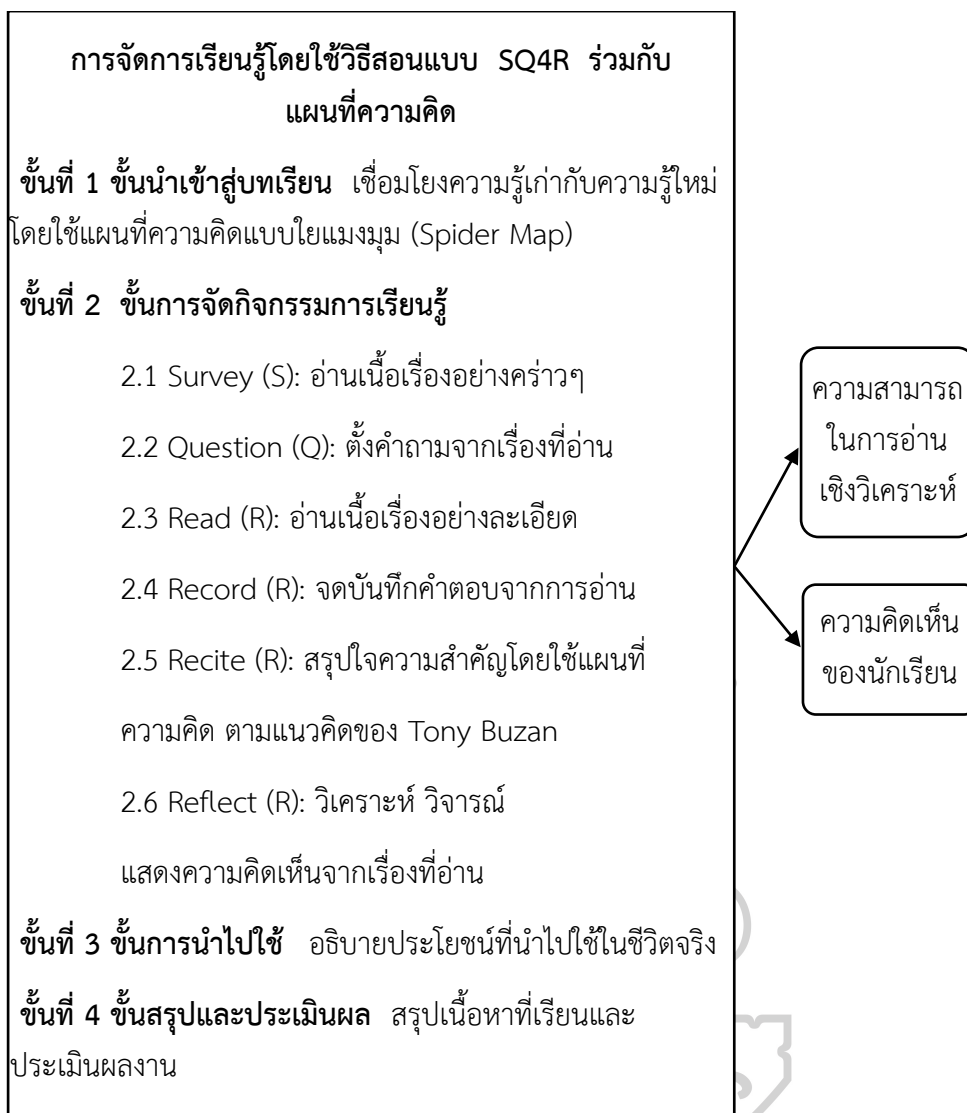 การจัดการเรียนรู้โดยใช้วิธีสอนแบบ SQ4R ร่วมกับ
แผนที่ความคิด
ขั้นที่ 1 ขั้นนำเข้าสู่บทเรียน เชื่อมโยงความรู้เก่ากับความรู้ใหม่
โดยใช้แผนที่ความคิดแบบใยแมงมุม (Spider Map)
ขั้นที่ 2 ขั้นการจัดกิจกรรมการเรียนรู้
2.1 Survey (S): อ่านเนื้อเรื่องอย่างคร่าวๆ
2.2 Question (Q): ตั้งคำถามจากเรื่องที่อ่าน
2.3 Read (R): อ่านเนื้อเรื่องอย่างละเอียด
2.4 Record (R): จดบันทึกคำตอบจากการอ่าน
2.5 Recite (R): สรุปใจความสำคัญโดยใช้แผนที่
ความคิด ตามแนวคิดของ Tony Buzan
2.6 Reflect (R): วิเคราะห์ วิจารณ์
แสดงความคิดเห็นจากเรื่องที่อ่าน
ขั้นที่ 3 ขั้นการนำไปใช้ อธิบายประโยชน์ที่นำไปใช้ในชีวิตจริง
ขั้นที่ 4 ขั้นสรุปและประเมินผล สรุปเนื้อหาที่เรียนและ
ประเมินผลงาน
ความสามารถ
ในการอ่าน
เชิงวิเคราะห์
ความคิดเห็น
ของนักเรียน